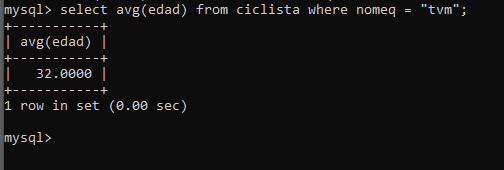 mysql> select avg(edad) from ciclista where nomeq = "tvm";
+-----------+
| avg(edad) |
+-----------+
|   32.0000 |
+-----------+
1 row in set (0.00 sec)
mysql>